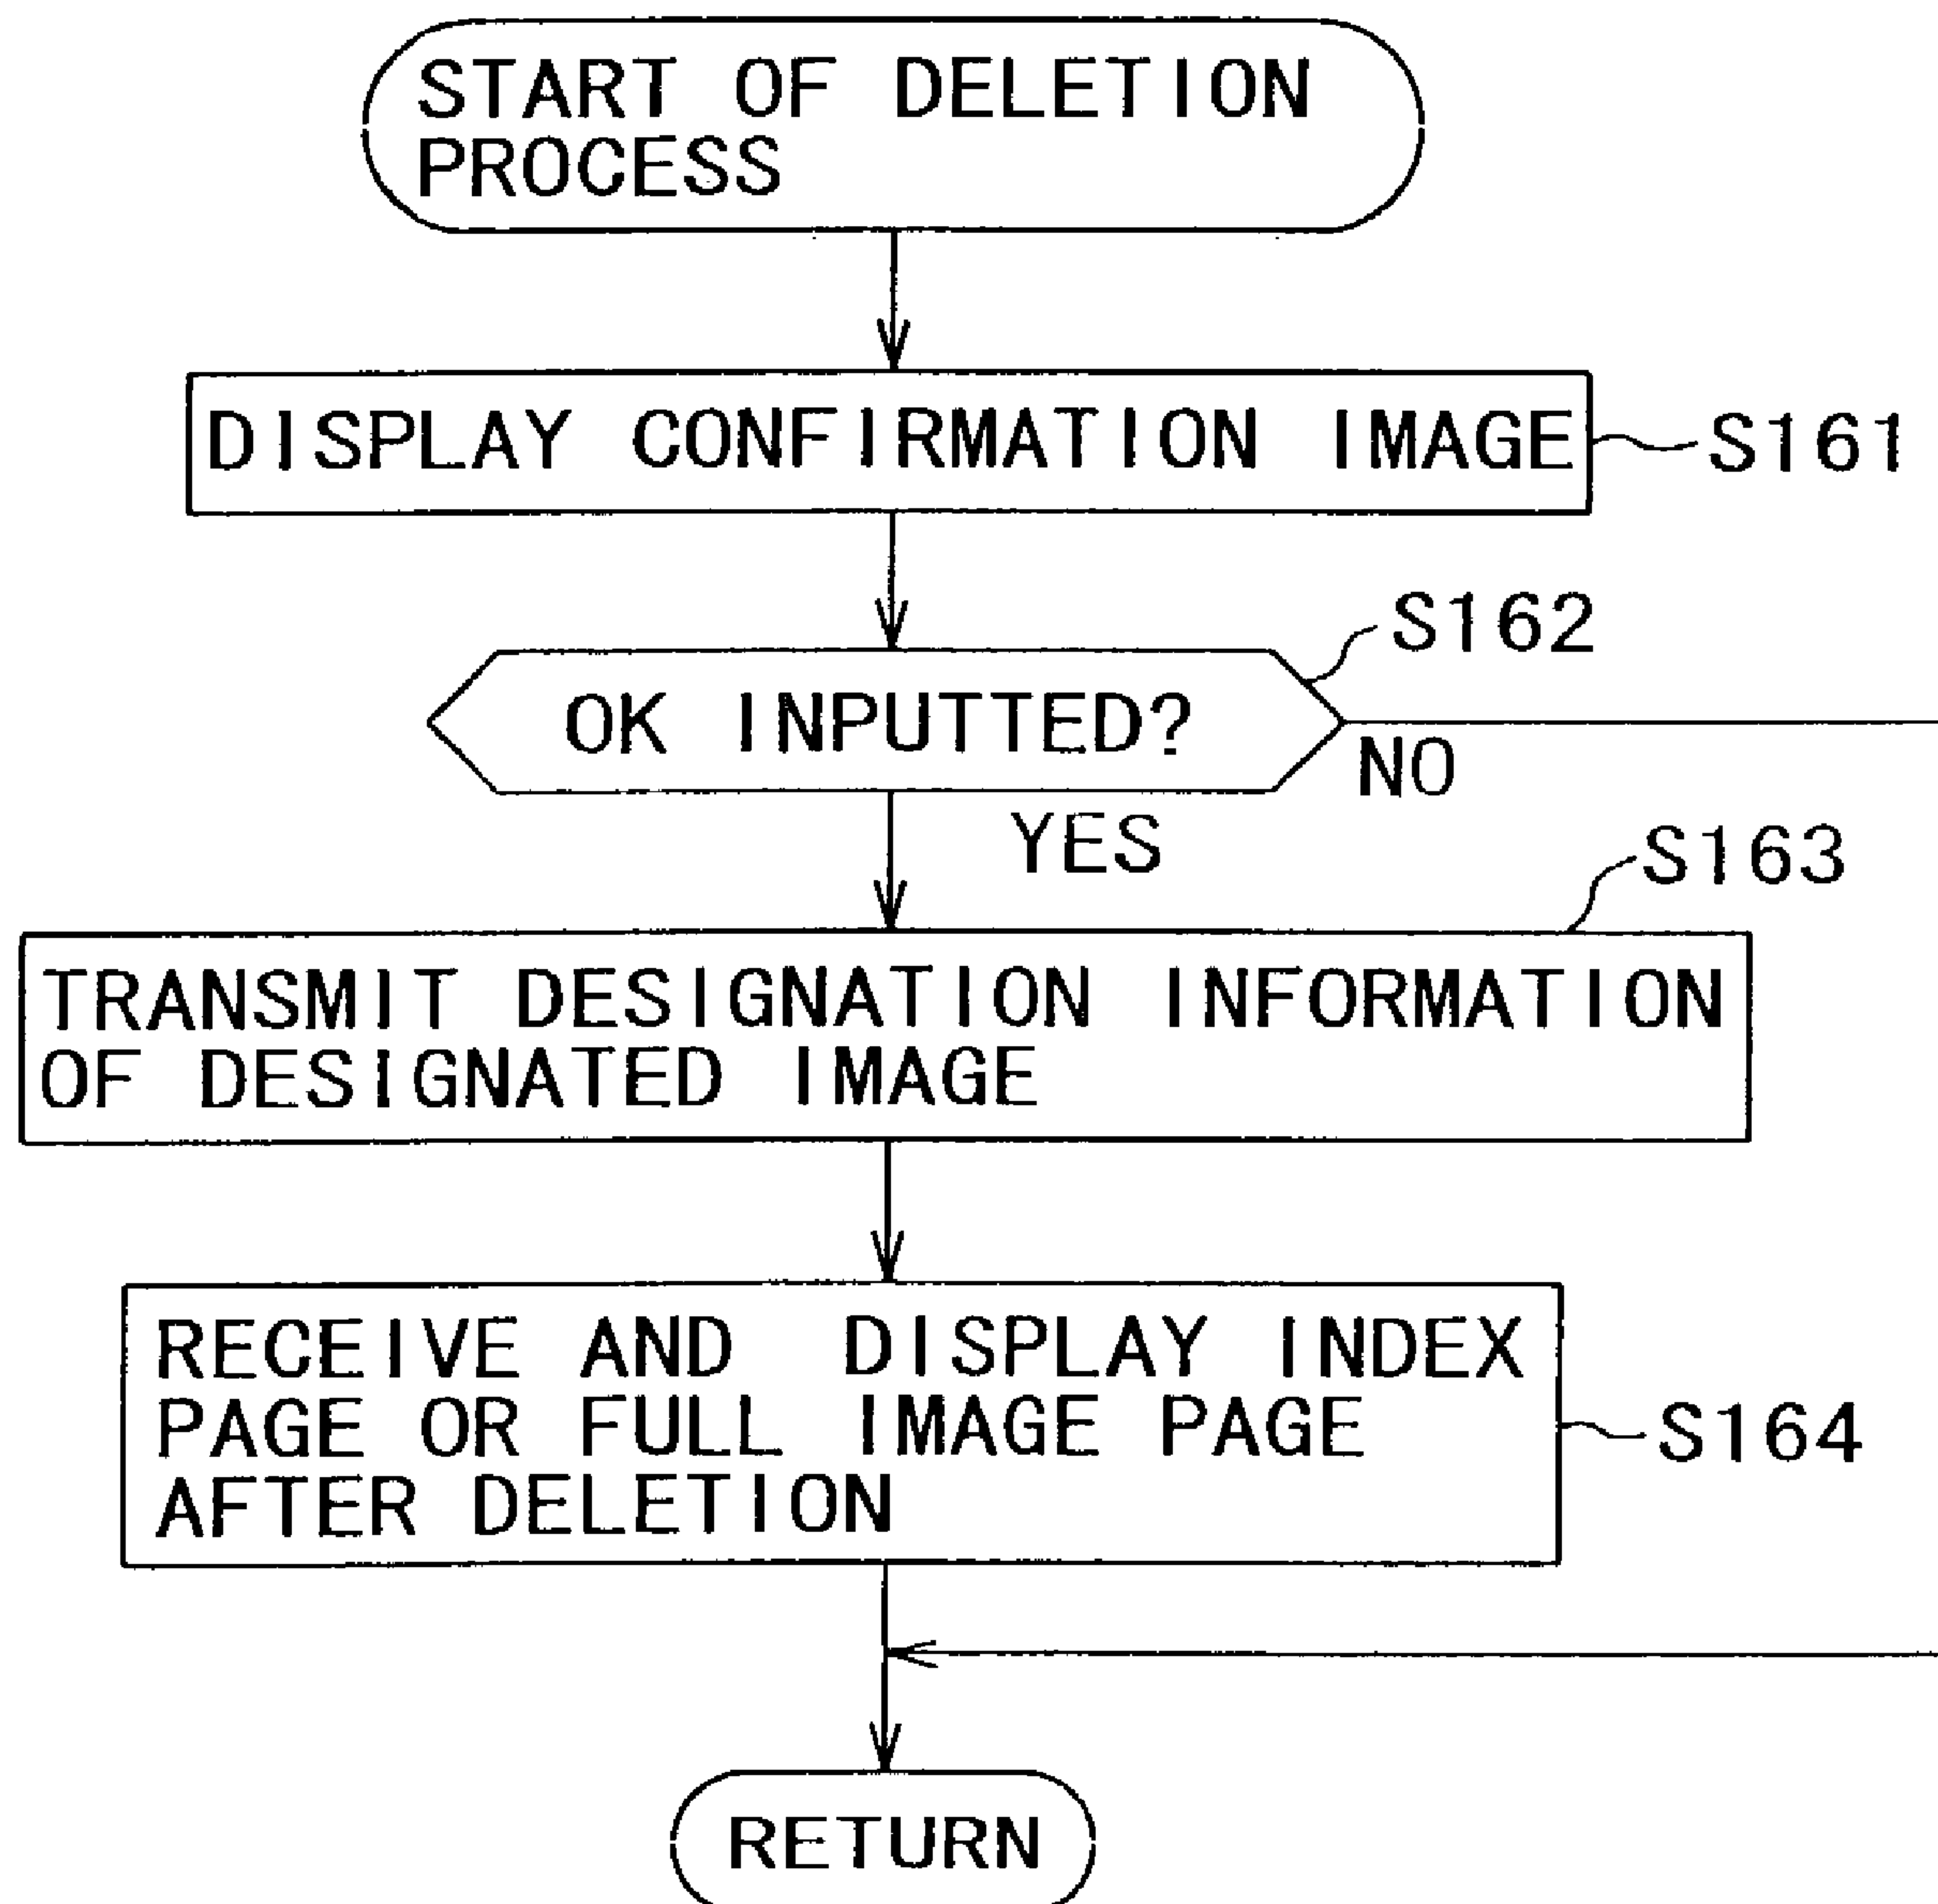 START OF DELETION
PROCESS
DISPLAY CONFIRMATION IMAGE
S161
S162
OK INPUTTED?
NO
YES
S163
TRANSMIT DESIGNATION INFORMATION
OF DESIGNATED IMAGE
RECEIVE AND DISPLAY INDEX
PAGE OR FULL IMAGE PAGE
AFTER DELETION
S164
RETURN